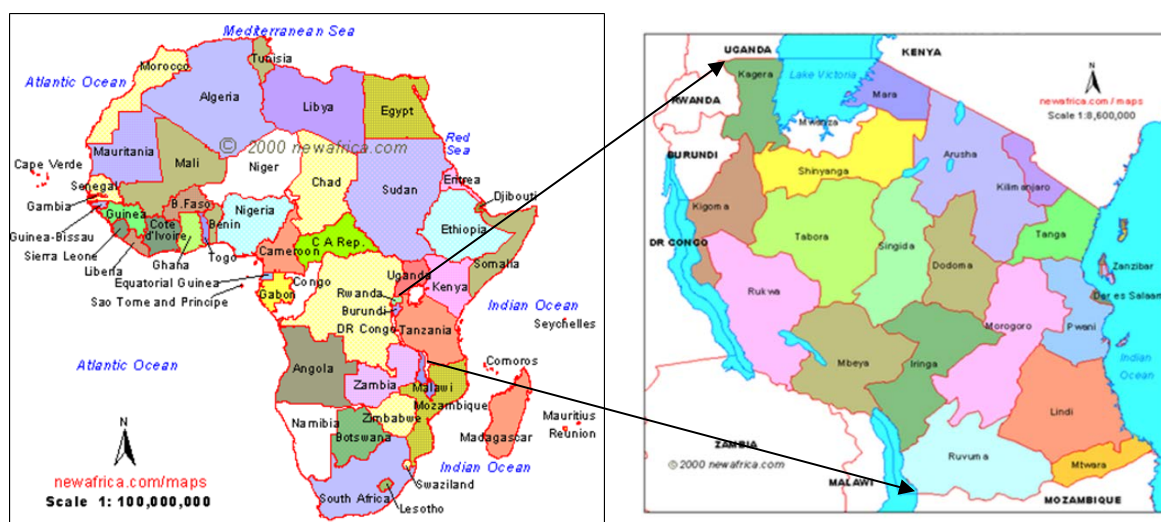 Mediterranean Sea
Tunisia
Morocco
Atlantic Ocean
Algeria
Libya
Egypt
© 2000 newafrica.com
Red
Sea
Mauritania
Mali
Niger
Cape Verde
Chad
Sudan
Eritrea
Senegal
Gambia
B.Faso
Djibouti
Guinea
Nigeria
Benin
Guinea-Bissau
Cote
d'Ivoire
Ethiopia
Sierra Leone
Togo
C A Rep.
Liberia
Ghana
Cameroon
Somalia
Equatorial Guinea
Congo
Uganda
Kenya
Sao Tome and Principe
Gabon
Rwanda
Indian Ocean
Burundi
Seychelles
DR Congo
Tanzania
Atlantic Ocean
Comoros
Angola
Zambia
Malawi
Mozambique
Zimbabwe
Mauritius
Namibia
Botswana
Madagascar
Reunion
N
Indian Ocean
newafrica.com/maps
Swaziland
Scale 1: 100,000,000
South Africa
Lesotho
UGANDA
KENYA
Kagera
Lake Victoria
N
RWANDA
Mara
newafrica.com / maps
Scale 1:8,600,000
Mwanza
BURUNDI
Arusha
Shinyanga
Kilimanjaro
Kigoma
Tanga
DR CONGO
Tabora
Singida
Dodoma
Zanzibar
Rukwa
Dar es Salaam
Morogoro
Pwani
Mbeya
Iringa
Indian
Ocean
Lindi
ZAMBIA
Ruvuma
© 2000 newafrica.com
Mtwara
MALAWI
MOZAMBIQUE